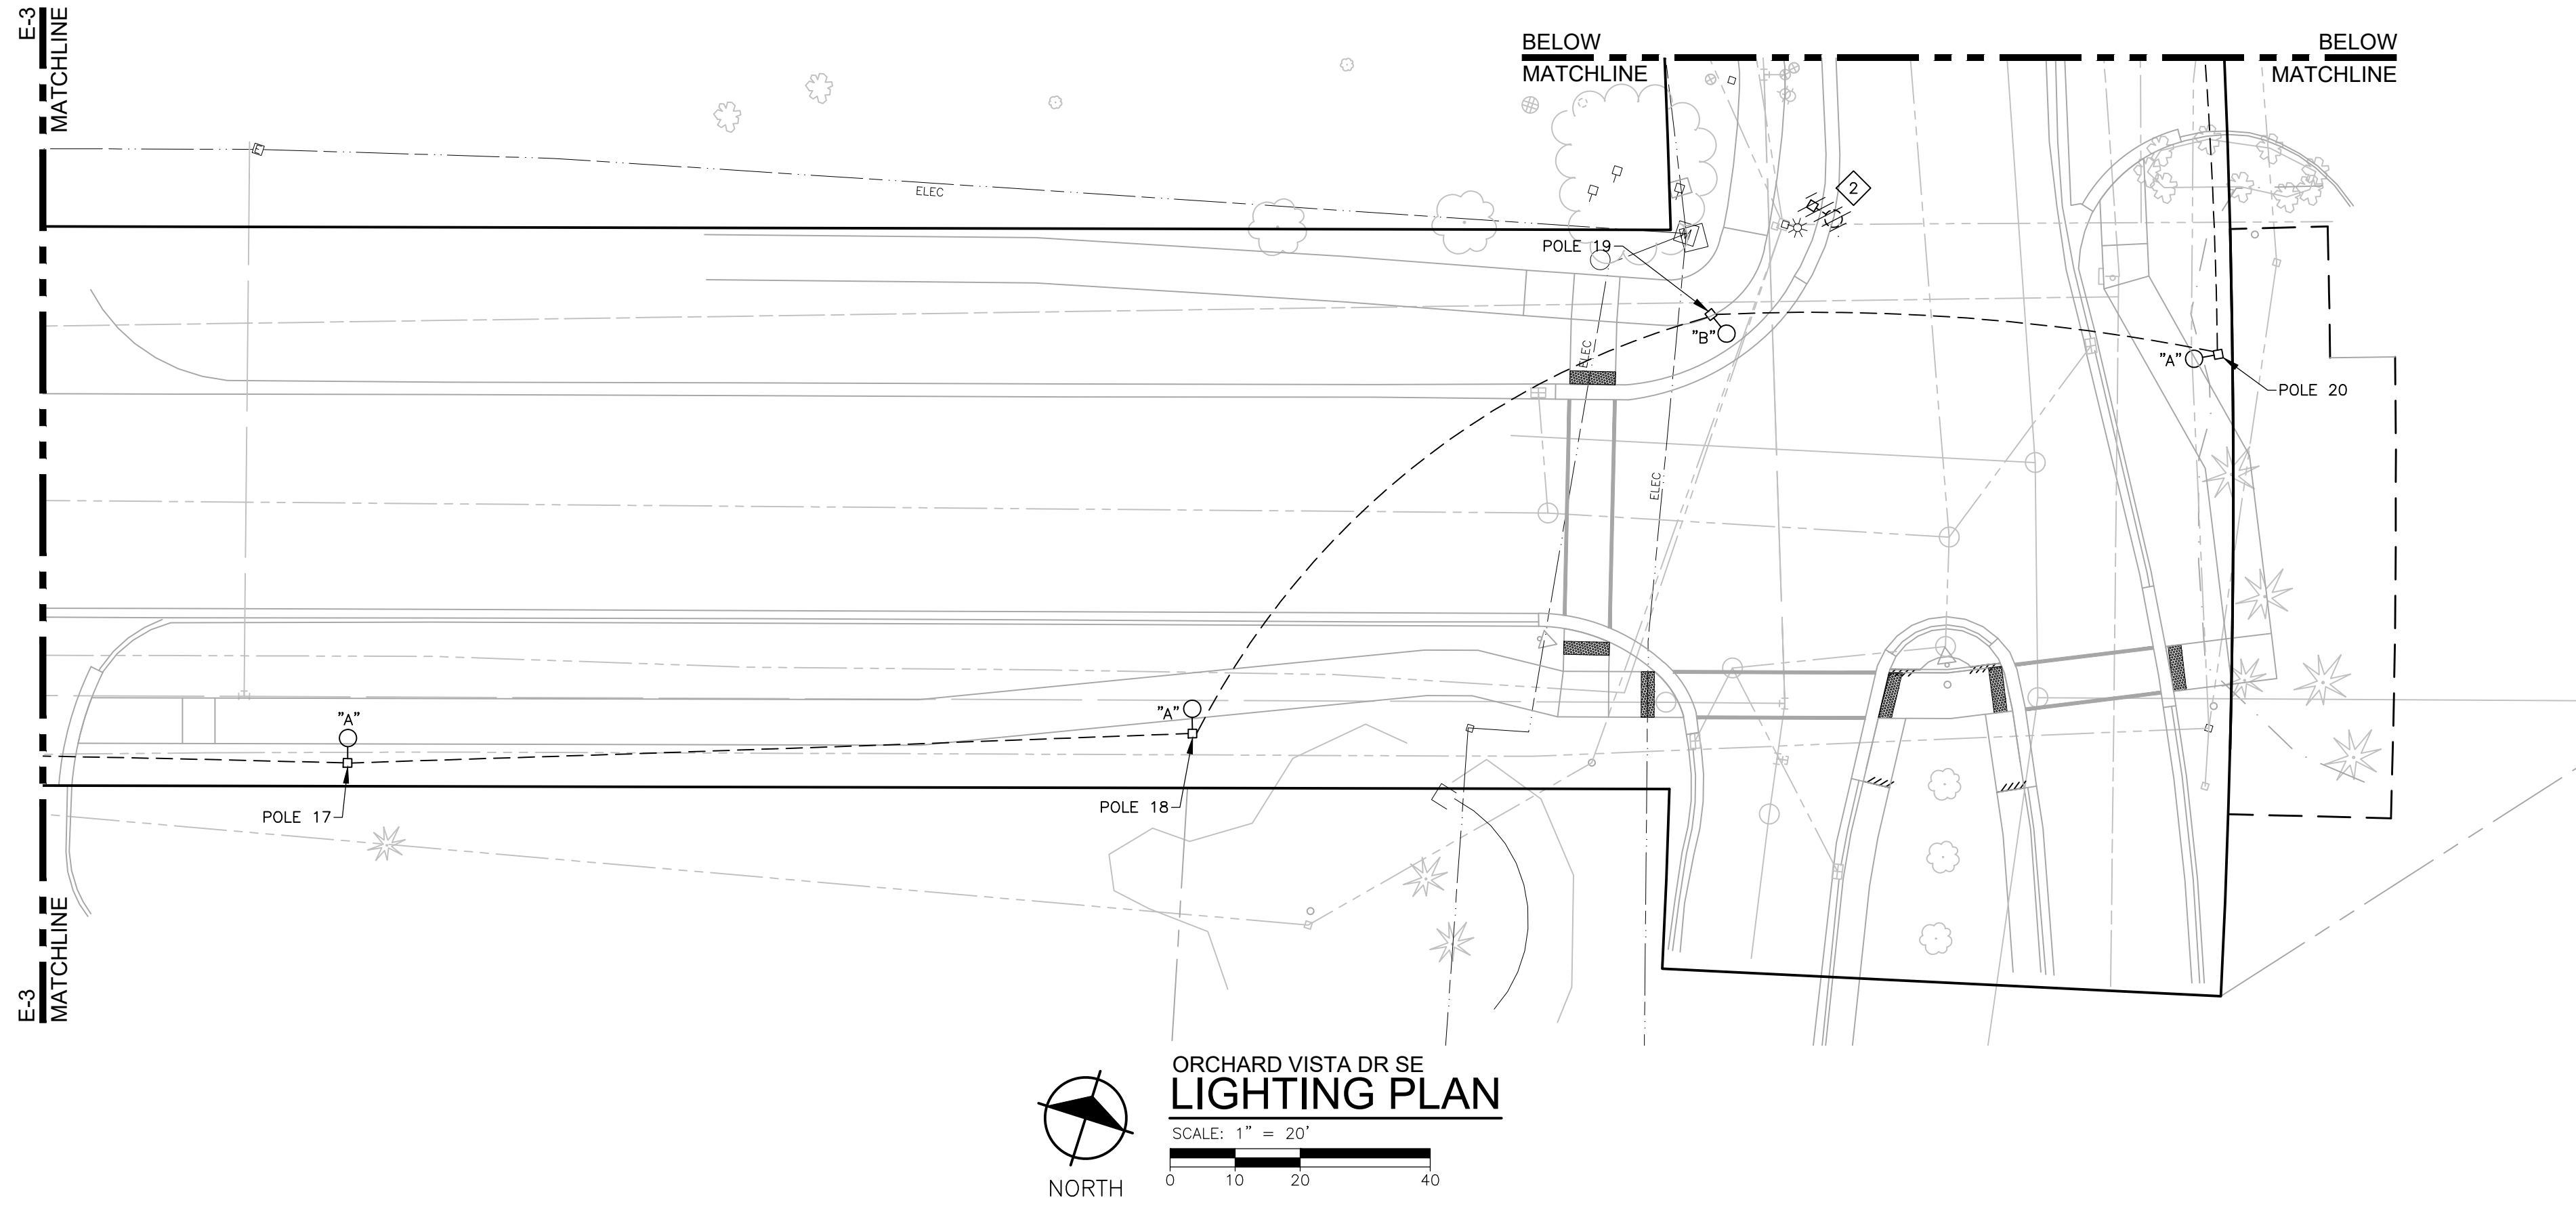 E-3
MATCHLINE
BELOW
MATCHLINE
BELOW
MATCHLINE
E
ELEC
2
M
POLE 19
"B"
"A"
POLE 20
ELEC
ELEC
"A"
"A"
POLE 17
POLE 18
E-3
MATCHLINE
ORCHARD VISTA DR SE
LIGHTING PLAN
SCALE: 1" = 20'
0 10 20 40
NORTH